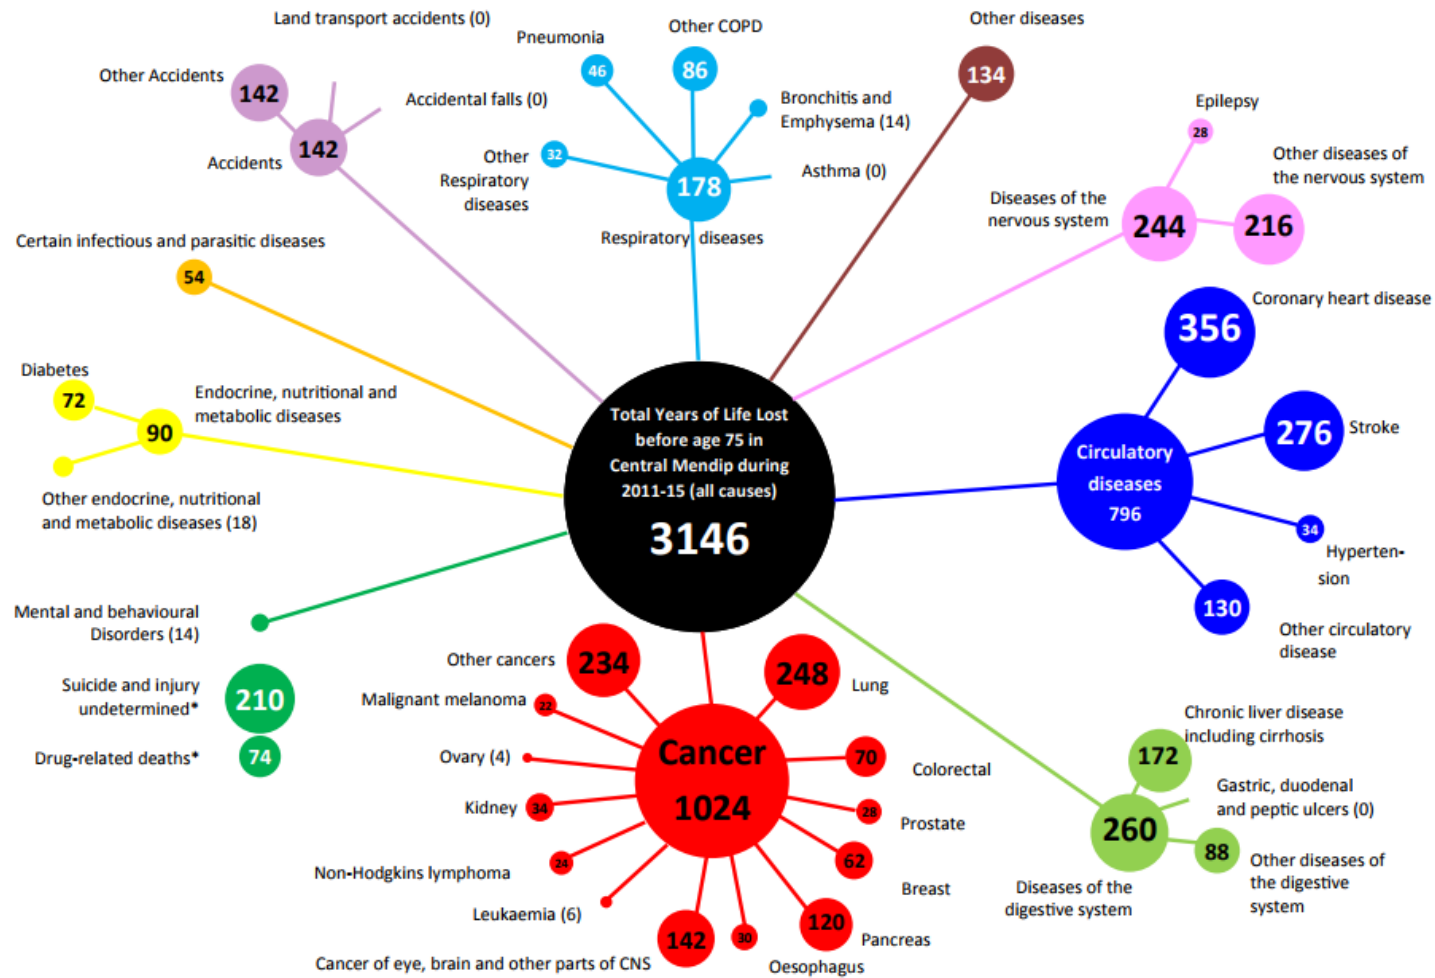 Land transport accidents (0)
Other Accidents
142
Accidental falls (0)
142
Accidents
Pneumonia
46
Other COPD
86
Bronchitis and
Emphysema (14)
Asthma (0)
32
Other
Respiratory
diseases
178
Respiratory diseases
Other diseases
134
Epilepsy
28
Other diseases of
the nervous system
Diseases of the
nervous system
244
216
Certain infectious and parasitic diseases
54
Diabetes
72
Endocrine, nutritional and
metabolic diseases
90
Other endocrine, nutritional
and metabolic diseases (18)
Total Years of Life Lost
before age 75 in
Central Mendip during
2011-15 (all causes)
3146
Coronary heart disease
356
276
Stroke
Circulatory
diseases
796
34
Hyperten-
sion
130
Other circulatory
disease
Mental and behavioural
Disorders (14)
Suicide and injury
undetermined*
210
Drug-related deaths*
74
Other cancers
234
248
Lung
Malignant melanoma
22
Ovary (4)
Cancer
1024
70
Colorectal
Kidney
34
28
Prostate
24
Non-Hodgkins lymphoma
62
Breast
Leukaemia (6)
142
Cancer of eye, brain and other parts of CNS
30
Oesophagus
120
Pancreas
Chronic liver disease
including cirrhosis
172
Gastric, duodenal
and peptic ulcers (0)
260
88
Other diseases of
the digestive
system
Diseases of the
digestive system